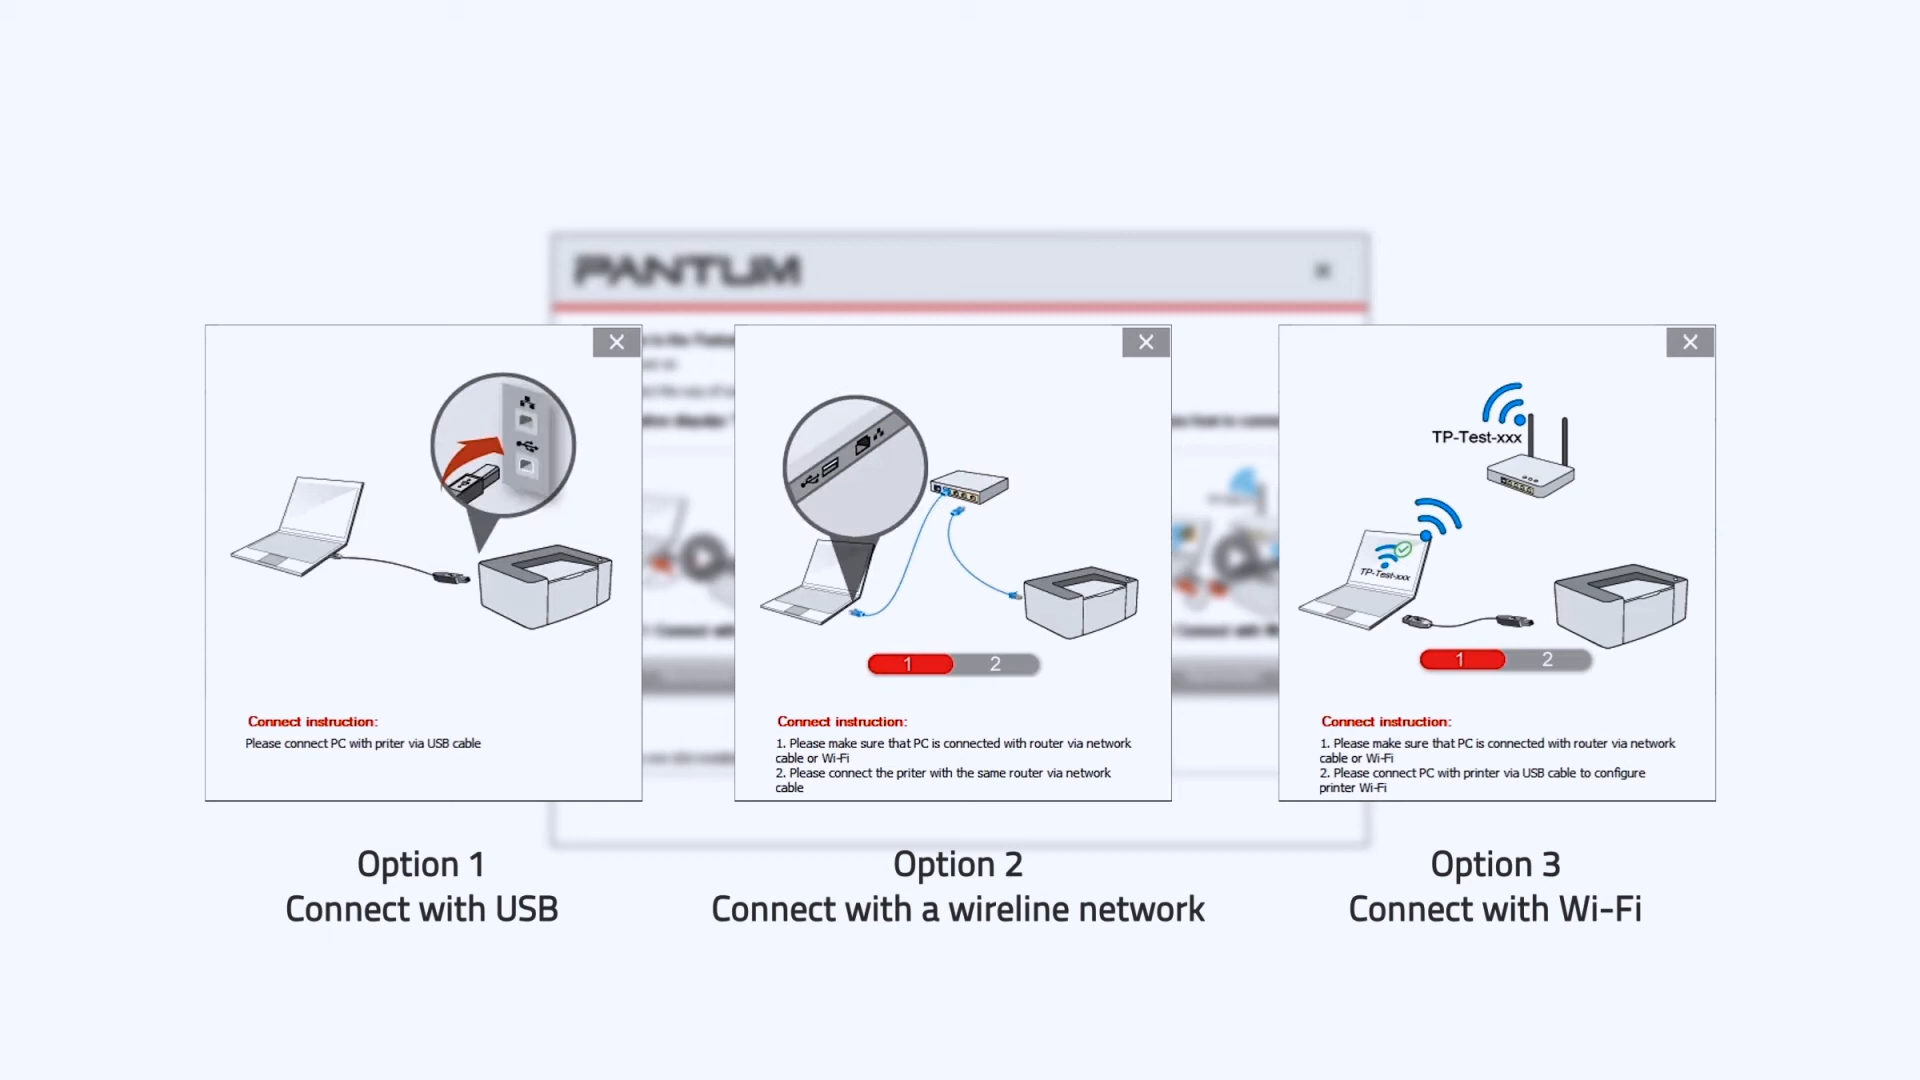 PANTUM
TP-Test-xxx
TP-Test-xxx
1 2
1 2
Connect instruction:
Please connect PC with priter via USB cable
Connect instruction:
1. Please make sure that PC is connected with router via network
cable or Wi-Fi
2. Please connect the priter with the same router via network
cable
Connect instruction:
1. Please make sure that PC is connected with router via network
cable or Wi-Fi
2. Please connect PC with printer via USB cable to configure
printer Wi-Fi
Option 1
Connect with USB
Option 2
Connect with a wireline network
Option 3
Connect with Wi-Fi